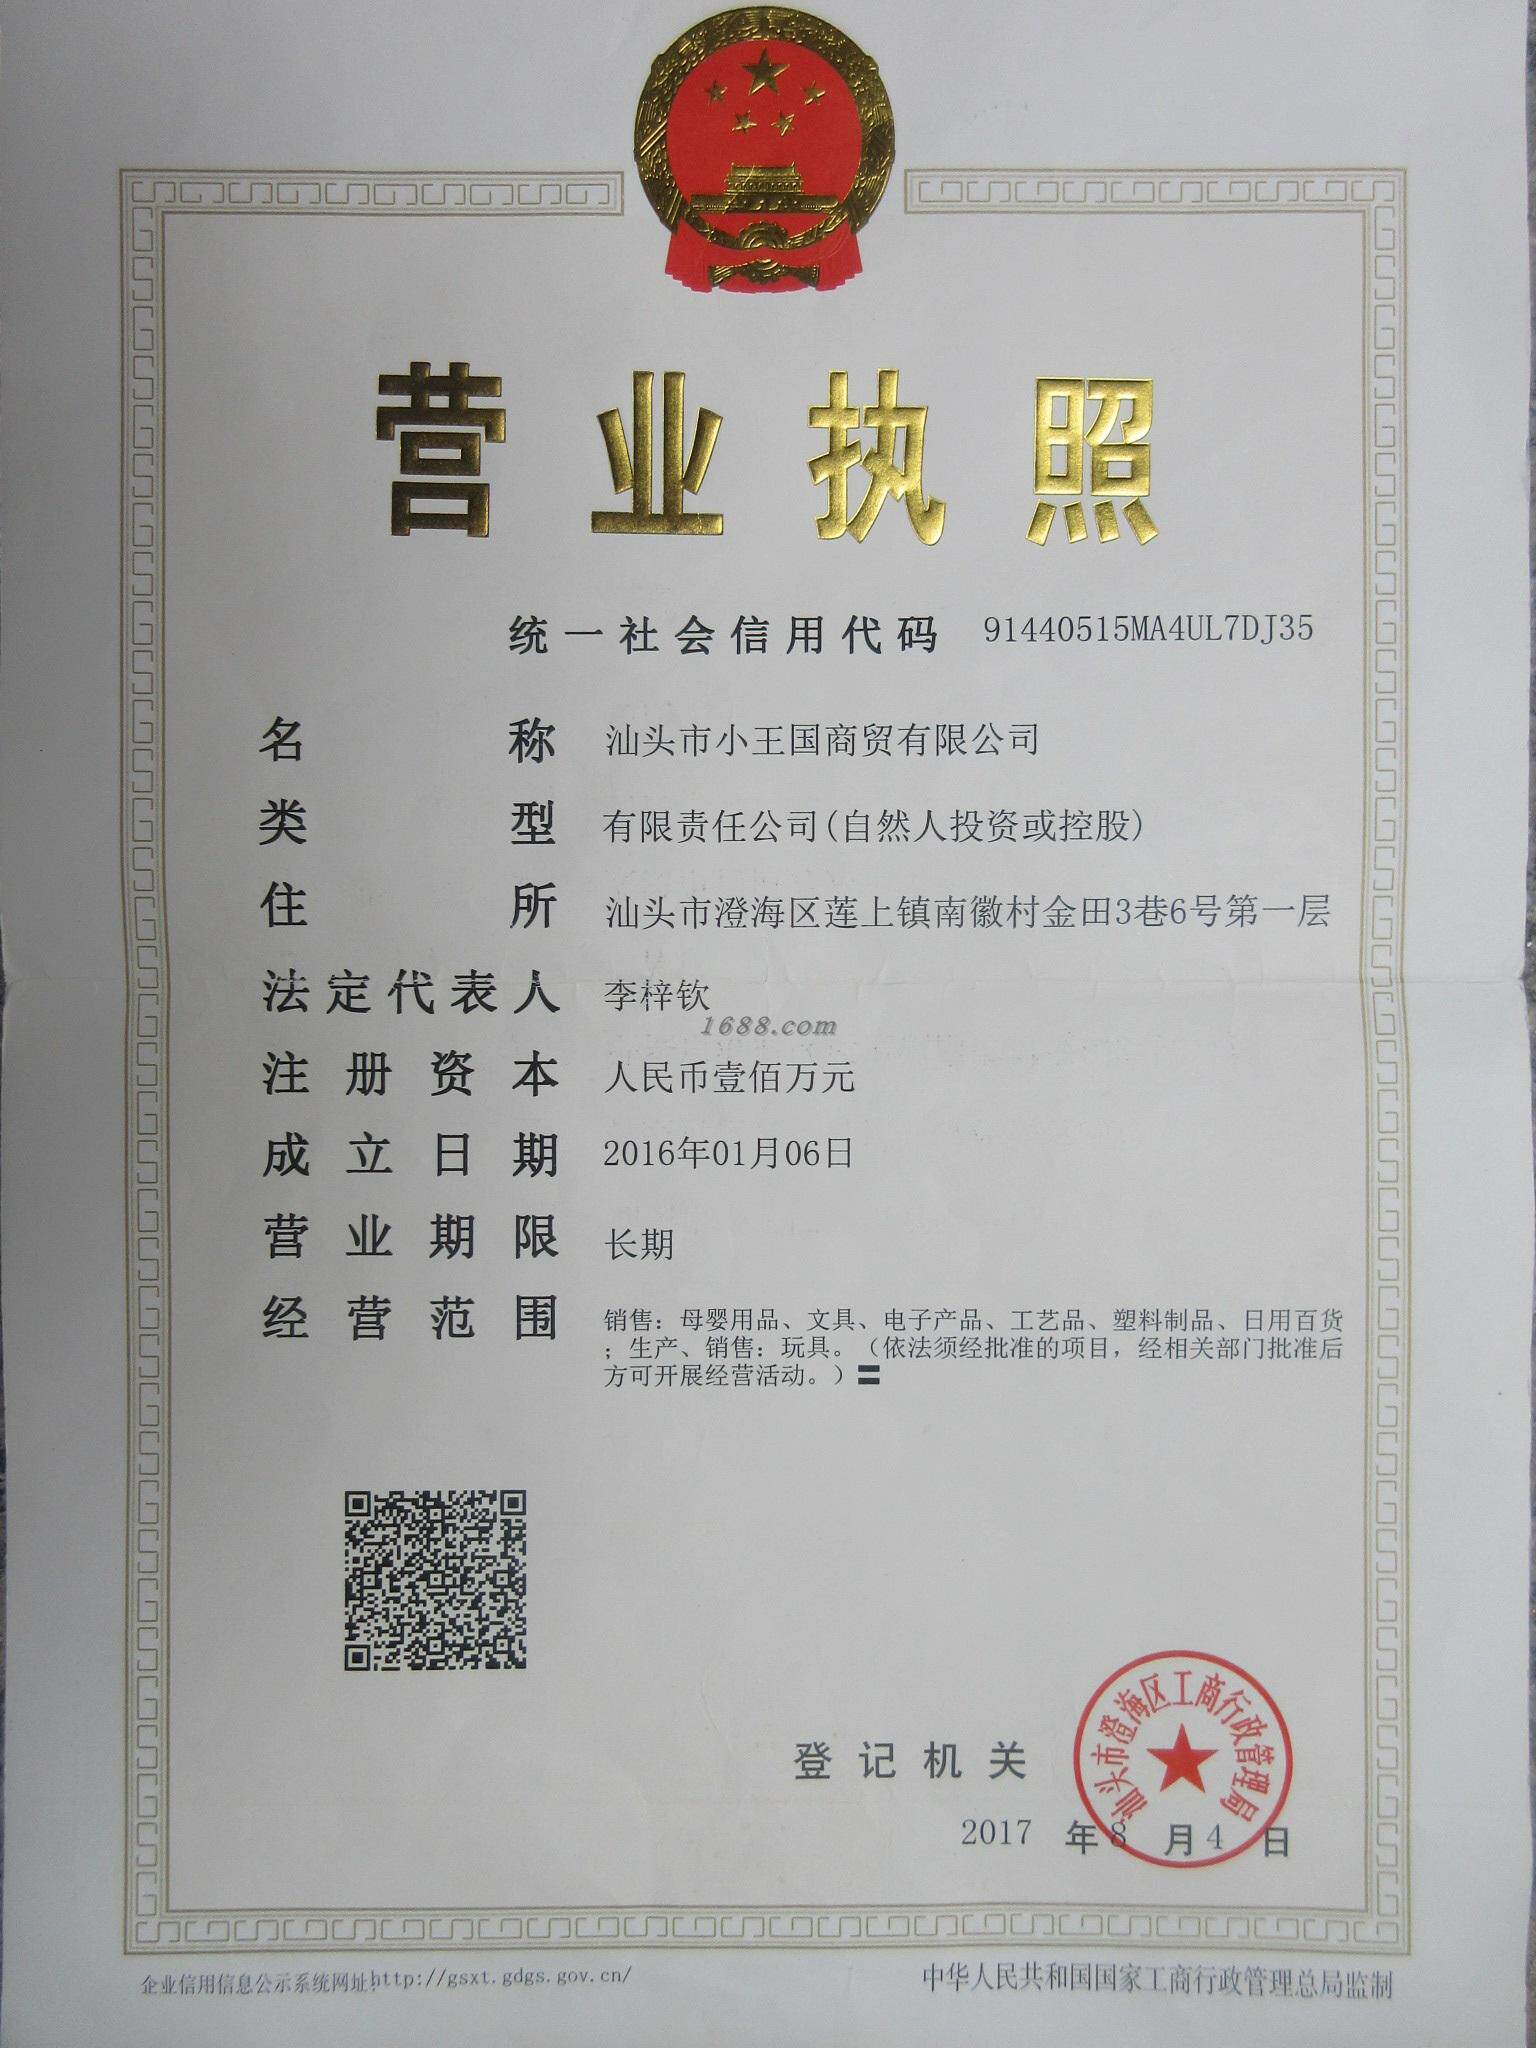 营业执照
统一社会信用代码 91440515MA4UL7DJ35
名称 汕头市小王国商贸有限公司
类型 有限责任公司(自然人投资或控股)
住所 汕头市澄海区莲上镇南徽村金田3巷6号第一层
法定代表人 李梓钦
1688.com
注册资本 人民币壹佰万元
成立日期 2016年01月06日
营业期限 长期
经营范围 销售：母婴用品、文具、电子产品、工艺品、塑料制品、日用百货
；生产、销售：玩具。（依法须经批准的项目，经相关部门批准后
方可开展经营活动。）〓
汕头市澄海区工商行政管理局
登记机关
2017 年 8 月 4 日
企业信用信息公示系统网址：http://gsxt.gdgs.gov.cn/
中华人民共和国国家工商行政管理总局监制